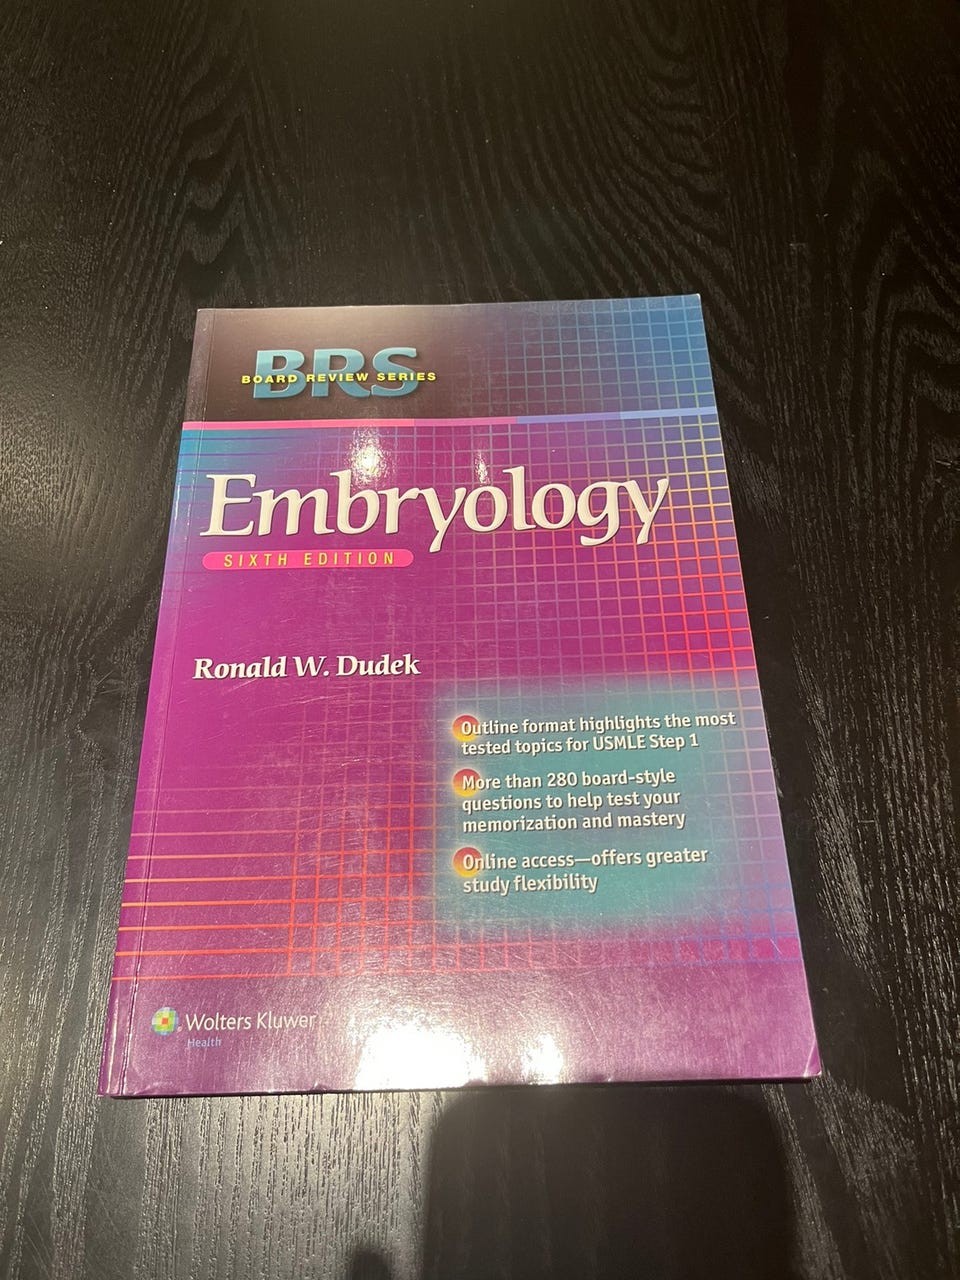 BRS
BOARD REVIEW SERIES
Embryology
SIXTH EDITION
Ronald W. Dudek
Outline format highlights the most
tested topics for USMLE Step 1
More than 280 board-style
questions to help test your
memorization and mastery
Online access—offers greater
study flexibility
Wolters Kluwer
Health